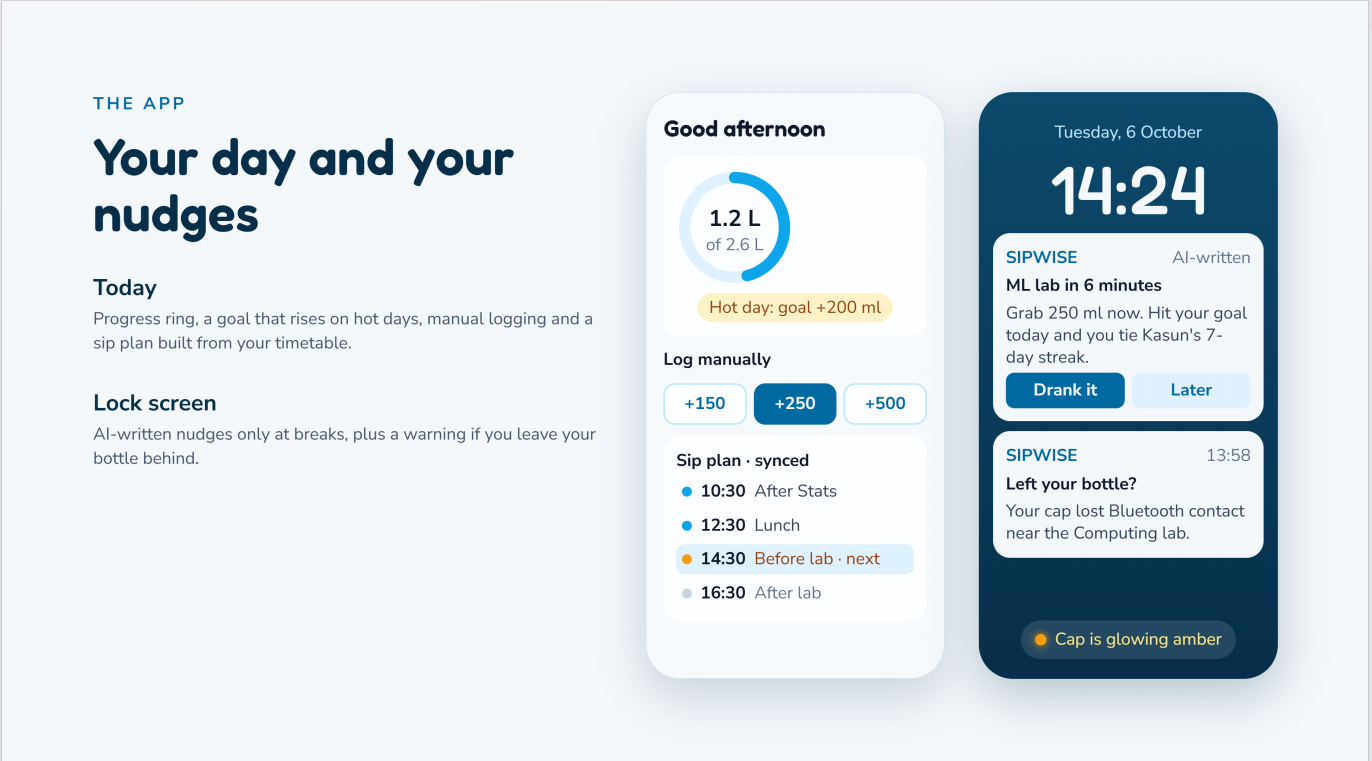 THE APP
Your day and your
nudges
Today
Progress ring, a goal that rises on hot days, manual logging and a
sip plan built from your timetable.
Lock screen
AI-written nudges only at breaks, plus a warning if you leave your
bottle behind.
Good afternoon
1.2 L
of 2.6 L
Hot day: goal +200 ml
Log manually
+150 +250 +500
Sip plan · synced
10:30 After Stats
12:30 Lunch
14:30 Before lab · next
16:30 After lab
Tuesday, 6 October
14:24
SIPWISE AI-written
ML lab in 6 minutes
Grab 250 ml now. Hit your goal
today and you tie Kasun's 7-
day streak.
Drank it Later
SIPWISE 13:58
Left your bottle?
Your cap lost Bluetooth contact
near the Computing lab.
Cap is glowing amber